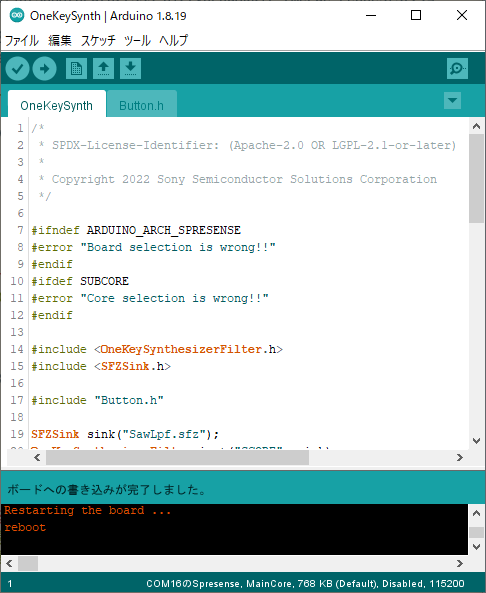 OneKeySynth | Arduino 1.8.19
ファイル 編集 スケッチ ツール ヘルプ
OneKeySynth Button.h
1 /*
2 * SPDX-License-Identifier: (Apache-2.0 OR LGPL-2.1-or-later)
3 *
4 * Copyright 2022 Sony Semiconductor Solutions Corporation
5 */
6
7 #ifndef ARDUINO_ARCH_SPRESENSE
8 #error "Board selection is wrong!!"
9 #endif
10 #ifdef SUBCORE
11 #error "Core selection is wrong!!"
12 #endif
13
14 #include <OneKeySynthesizerFilter.h>
15 #include <SFZSink.h>
16
17 #include "Button.h"
18
19 SFZSink sink("SawLpf.sfz");
ボードへの書き込みが完了しました。
Restarting the board ...
reboot
1 COM16のSpresense, MainCore, 768 KB (Default), Disabled, 115200